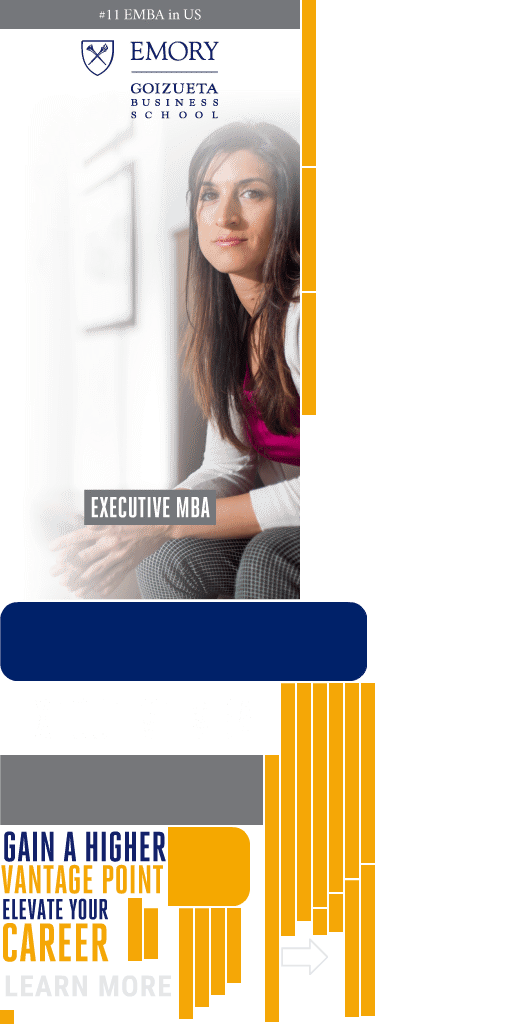 #11 EMBA in US
EMORY
GOIZUETA
BUSINESS
SCHOOL
EXECUTIVE MBA
GAIN A HIGHER
VANTAGE POINT
ELEVATE YOUR
CAREER
LEARN MORE